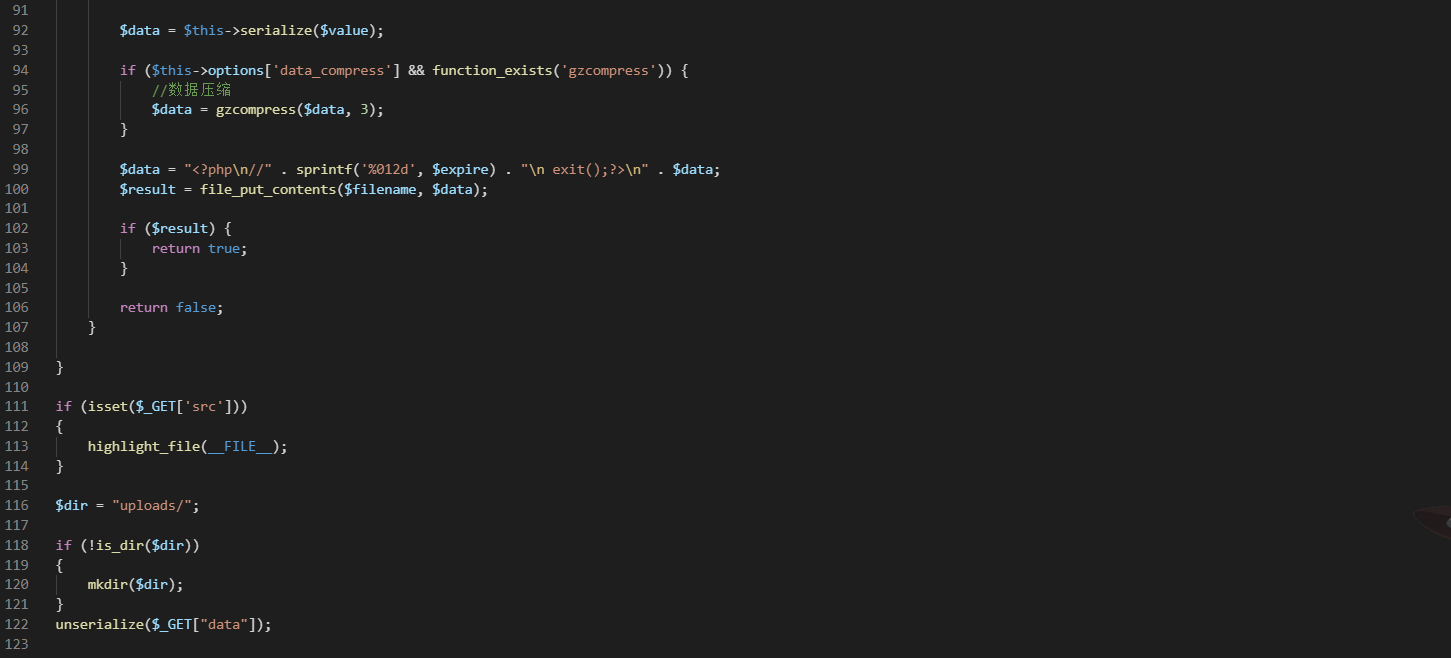 91
92 $data = $this->serialize($value);
93
94 if ($this->options['data_compress'] && function_exists('gzcompress')) {
95 //数据压缩
96 $data = gzcompress($data, 3);
97 }
98
99 $data = "<?php\n//" . sprintf('%012d', $expire) . "\n exit();?>\n" . $data;
100 $result = file_put_contents($filename, $data);
101
102 if ($result) {
103 return true;
104 }
105
106 return false;
107 }
108
109 }
110
111 if (isset($_GET['src']))
112 {
113 highlight_file(__FILE__);
114 }
115
116 $dir = "uploads/";
117
118 if (!is_dir($dir))
119 {
120 mkdir($dir);
121 }
122 unserialize($_GET["data"]);
123